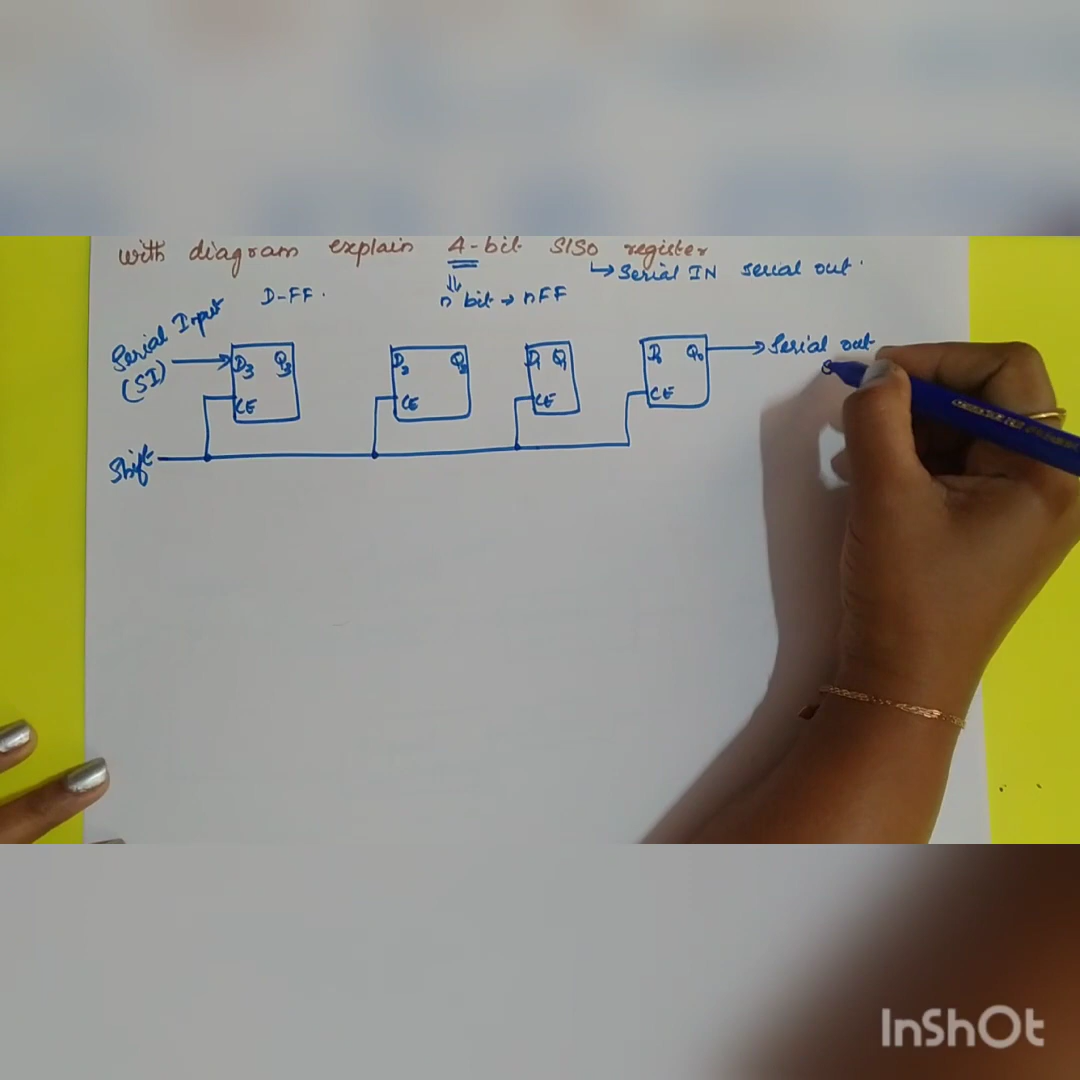 with diagram explain 4-bit SISO register
↳ Serial IN serial out.
D-FF.
n bit → nFF
Serial Input
(SI)
D3 Q3
CE
D2 Q2
CE
D1 Q1
CE
D0 Q0
CE
Serial out
S
Shift
InShOt